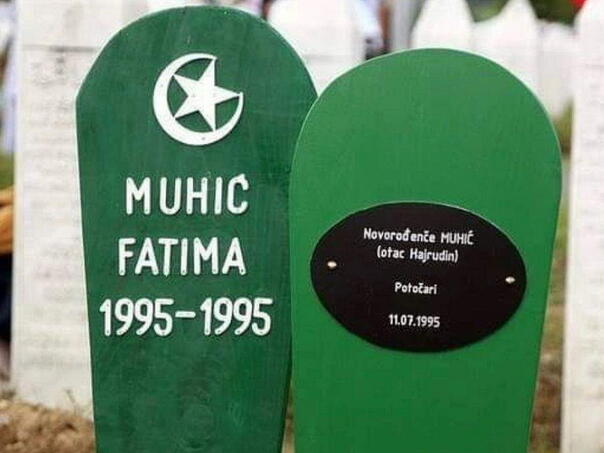 MUHIĆ
FATIMA
1995-1995
Novorođenče MUHIĆ
(otac Hajrudin)
Potočari
11.07.1995